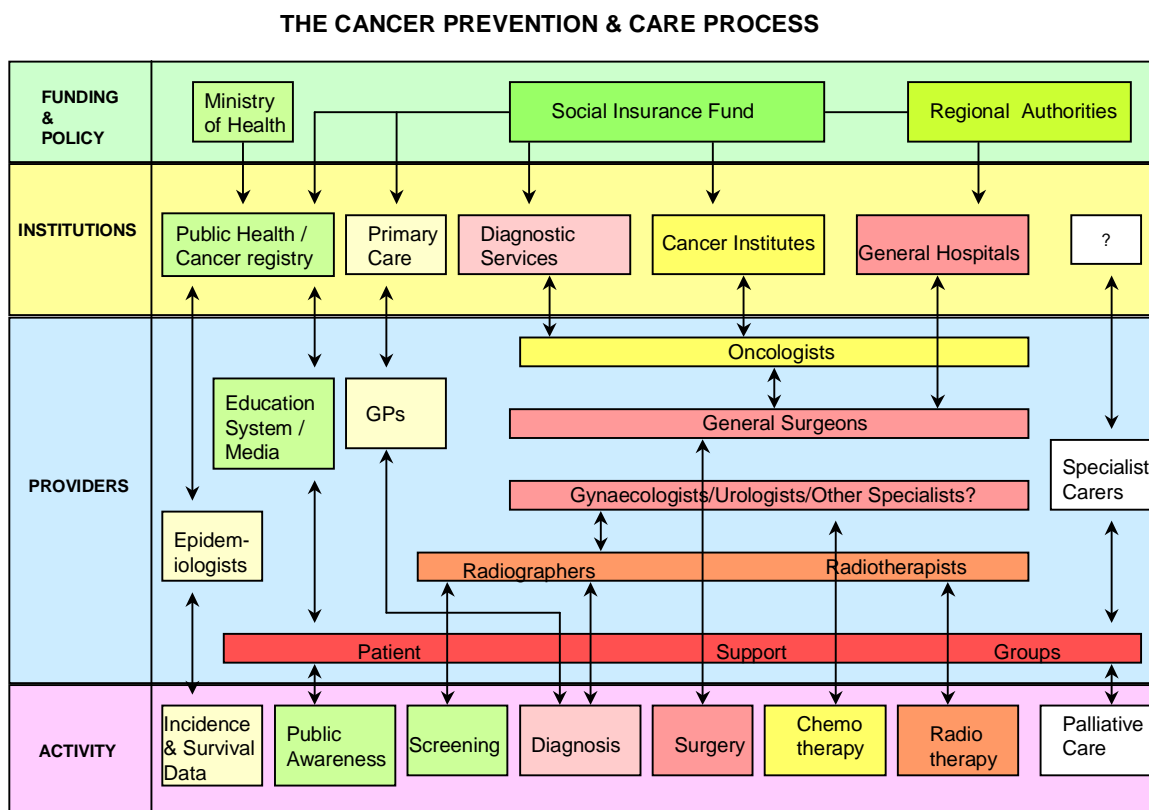 THE CANCER PREVENTION & CARE PROCESS
FUNDING
&
POLICY
Ministry
of Health
Social Insurance Fund
Regional Authorities
INSTITUTIONS
Public Health /
Cancer registry
Primary
Care
Diagnostic
Services
Cancer Institutes
General Hospitals
?
PROVIDERS
Oncologists
Education
System /
Media
GPs
General Surgeons
Specialist
Carers
Gynaecologists/Urologists/Other Specialists?
Epidem-
iologists
Radiographers
Radiotherapists
Patient Support Groups
ACTIVITY
Incidence
& Survival
Data
Public
Awareness
Screening
Diagnosis
Surgery
Chemo
therapy
Radio
therapy
Palliative
Care